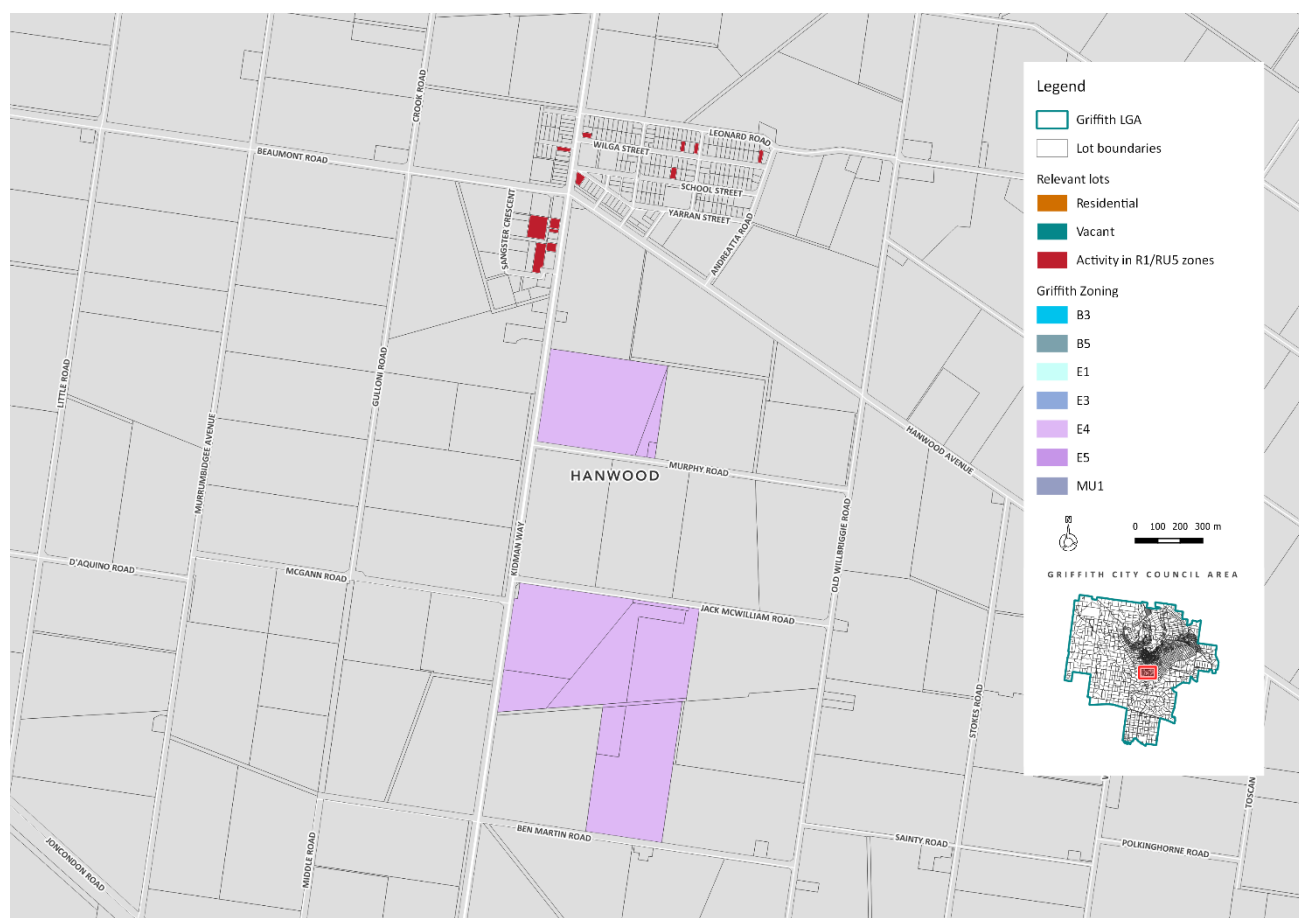 CROOK ROAD
LEONARD ROAD
WILGA STREET
BEAUMONT ROAD
SCHOOL STREET
SANGSTER CRESCENT
YARRAN STREET
ANDREATTA ROAD
LITTLE ROAD
MURRUMBIDGEE AVENUE
GULLONI ROAD
HANWOOD AVENUE
MURPHY ROAD
HANWOOD
KIDMAN WAY
OLD WILLBRIGGIE ROAD
D'AQUINO ROAD
MCGANN ROAD
JACK MCWILLIAM ROAD
STOKES ROAD
BEN MARTIN ROAD
SAINTY ROAD
POLKINGHORNE ROAD
TOSCAN
JONCONDON ROAD
MIDDLE ROAD
Legend
Griffith LGA
Lot boundaries
Relevant lots
Residential
Vacant
Activity in R1/RU5 zones
Griffith Zoning
B3
B5
E1
E3
E4
E5
MU1
N
0 100 200 300 m
GRIFFITH CITY COUNCIL AREA